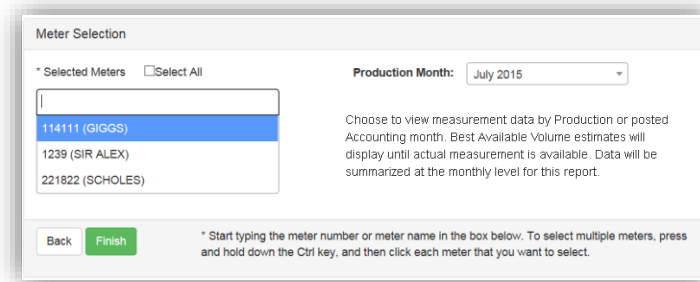 Meter Selection
* Selected Meters Select All
Production Month: July 2015
114111 (GIGGS)
1239 (SIR ALEX)
221822 (SCHOLES)
Choose to view measurement data by Production or posted
Accounting month. Best Available Volume estimates will
display until actual measurement is available. Data will be
summarized at the monthly level for this report.
Back Finish
* Start typing the meter number or meter name in the box below. To select multiple meters, press
and hold down the Ctrl key, and then click each meter that you want to select.